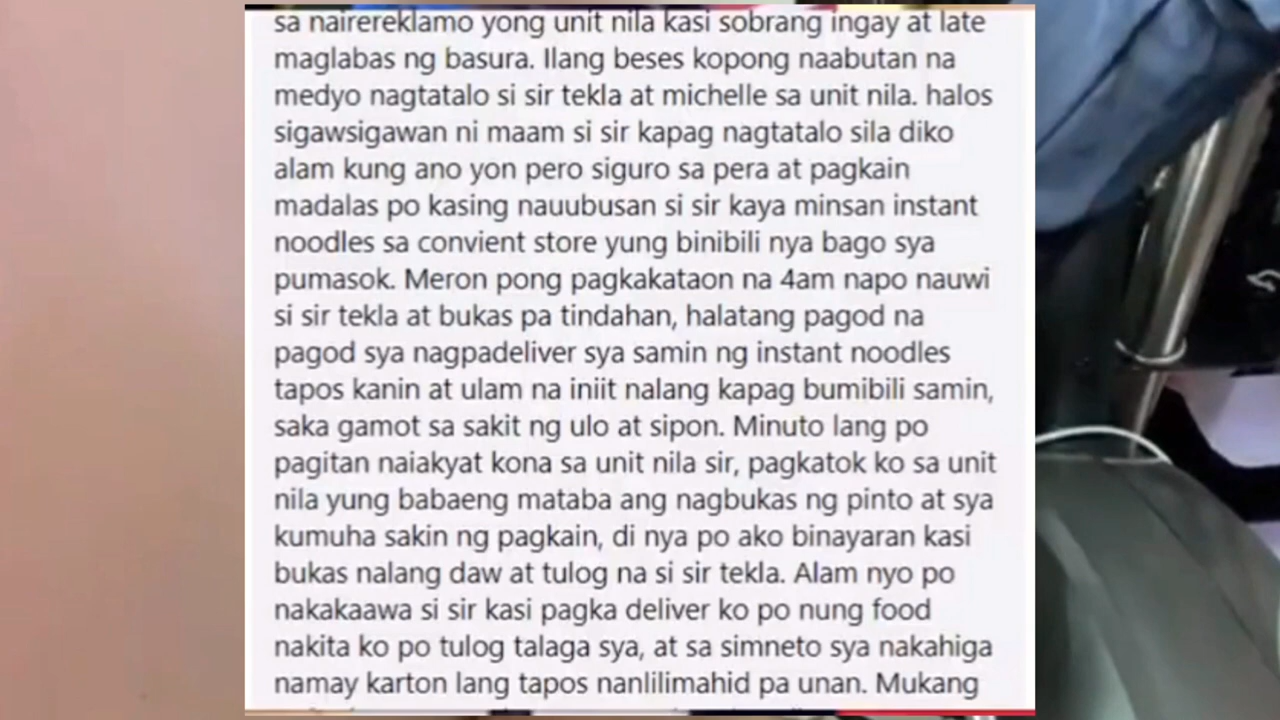 sa nairereklamo yong unit nila kasi sobrang ingay at late
maglabas ng basura. Ilang beses kopong naabutan na
medyo nagtatalo si sir tekla at michelle sa unit nila. halos
sigawsigawan ni maam si sir kapag nagtatalo sila diko
alam kung ano yon pero siguro sa pera at pagkain
madalas po kasing nauubusan si sir kaya minsan instant
noodles sa convient store yung binibili nya bago sya
pumasok. Meron pong pagkakataon na 4am napo nauwi
si sir tekla at bukas pa tindahan, halatang pagod na
pagod sya nagpadeliver sya samin ng instant noodles
tapos kanin at ulam na iniit nalang kapag bumibili samin,
saka gamot sa sakit ng ulo at sipon. Minuto lang po
pagitan naiakyat kona sa unit nila sir, pagkatok ko sa unit
nila yung babaeng mataba ang nagbukas ng pinto at sya
kumuha sakin ng pagkain, di nya po ako binayaran kasi
bukas nalang daw at tulog na si sir tekla. Alam nyo po
nakakaawa si sir kasi pagka deliver ko po nung food
nakita ko po tulog talaga sya, at sa simneto sya nakahiga
namay karton lang tapos nanlilimahid pa unan. Mukang